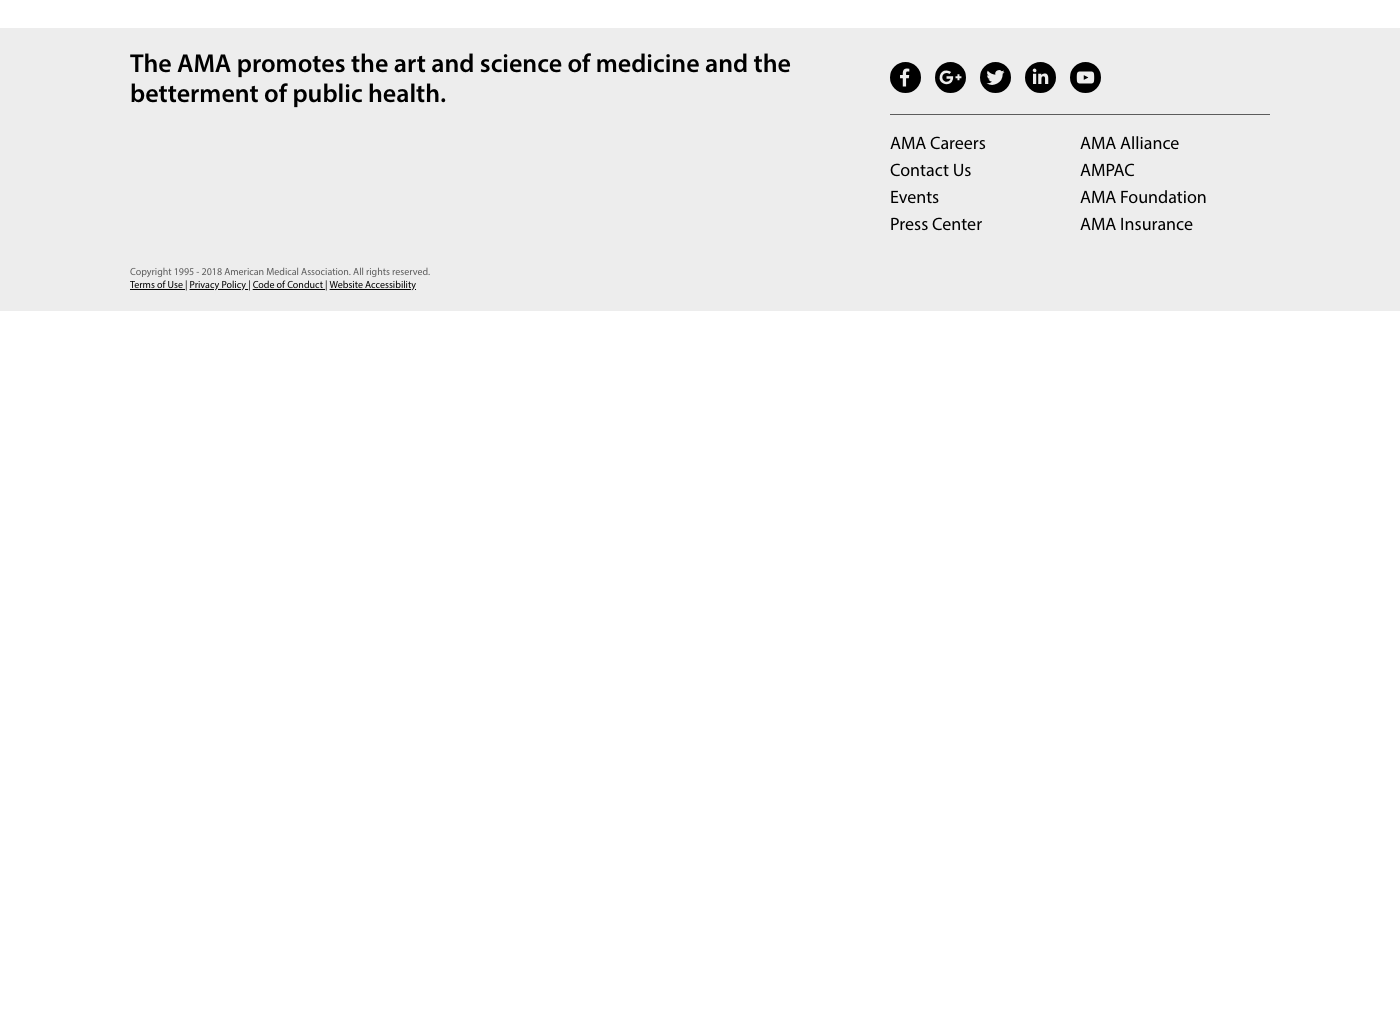 The AMA promotes the art and science of medicine and the
betterment of public health.
AMA Careers
Contact Us
Events
Press Center
AMA Alliance
AMPAC
AMA Foundation
AMA Insurance
Copyright 1995 - 2018 American Medical Association. All rights reserved.
Terms of Use | Privacy Policy | Code of Conduct | Website Accessibility